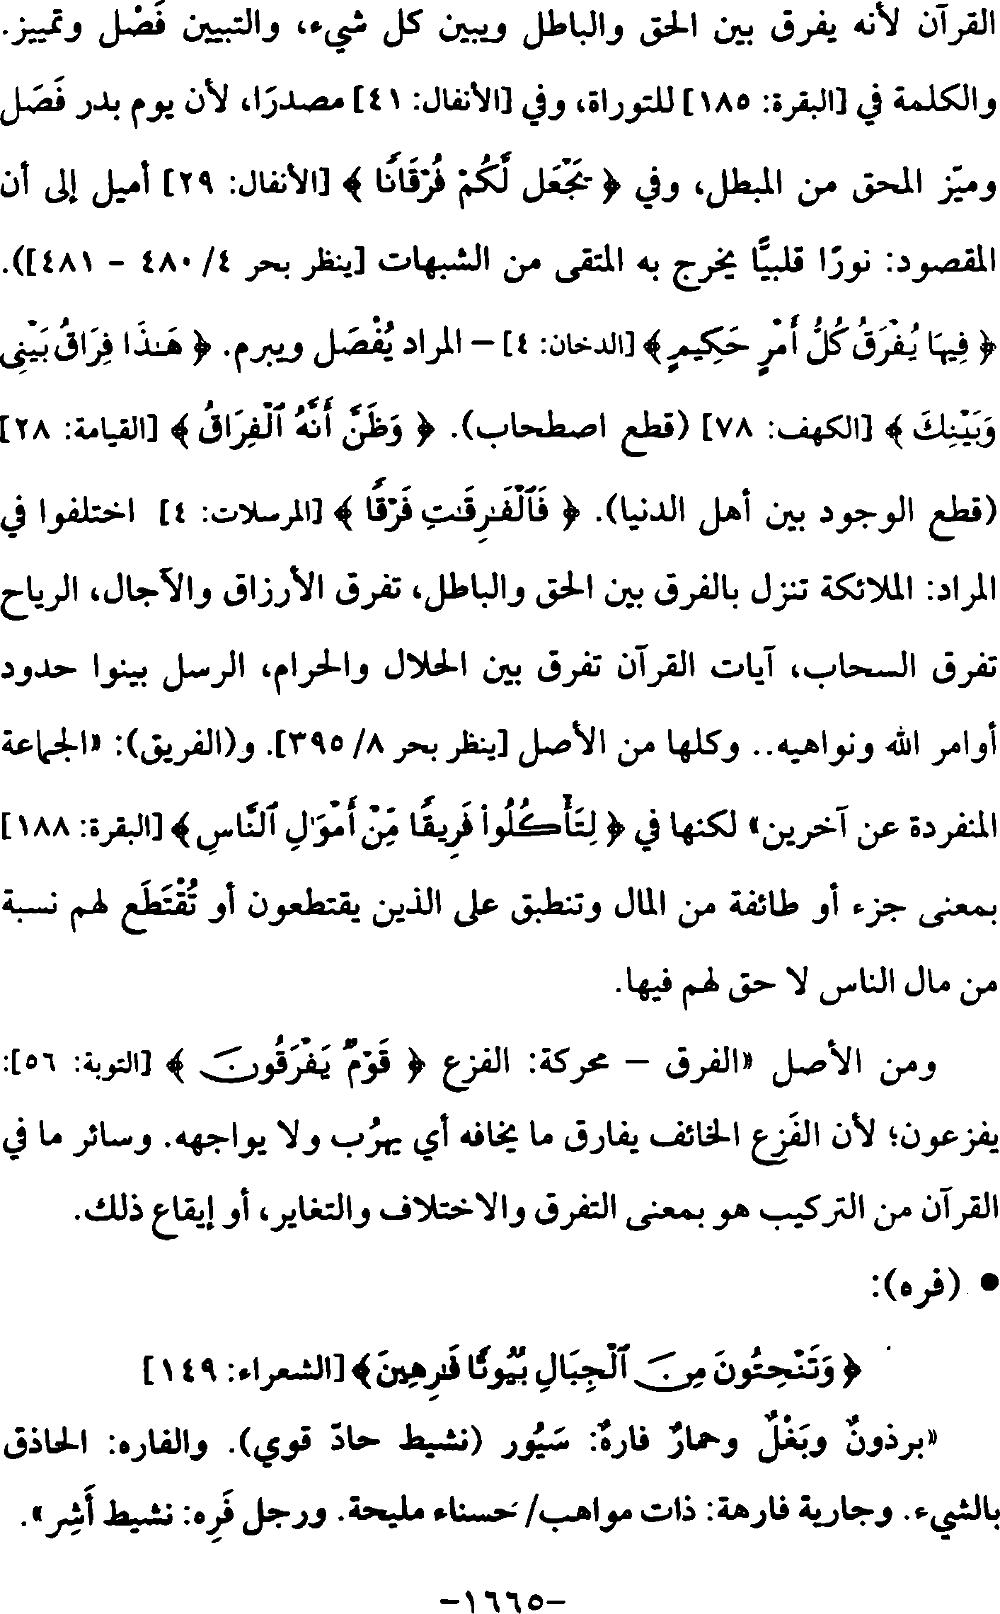 القرآن لأنه يفرق بين الحق والباطل ويبين كل شيء، والتبيين فَصْل وتمييز.
والكلمة في [البقرة: ١٨٥] للتوراة، وفي [الأنفال: ٤١] مصدرًا، لأن يوم بدر فَصَل
وميّز المحق من المبطل، وفي ﴿ يَجْعَل لَّكُمْ فُرْقَانًا ﴾ [الأنفال: ٢٩] أميل إلى أن
المقصود: نورًا قلبيًّا يخرج به المتقى من الشبهات [ينظر بحر ٤/ ٤٨٠ - ٤٨١]).
﴿ فِيهَا يُفْرَقُ كُلُّ أَمْرٍ حَكِيمٍ ﴾ [الدخان: ٤] – المراد يُفْصَل ويبرم. ﴿ هَـٰذَا فِرَاقُ بَيْنِى
وَبَيْنِكَ ﴾ [الكهف: ٧٨] (قطع اصطحاب). ﴿ وَظَنَّ أَنَّهُ ٱلْفِرَاقُ ﴾ [القيامة: ٢٨]
(قطع الوجود بين أهل الدنيا). ﴿ فَٱلْفَـٰرِقَـٰتِ فَرْقًا ﴾ [المرسلات: ٤] اختلفوا في
المراد: الملائكة تنزل بالفرق بين الحق والباطل، تفرق الأرزاق والآجال، الرياح
تفرق السحاب، آيات القرآن تفرق بين الحلال والحرام، الرسل بينوا حدود
أوامر الله ونواهيه.. وكلها من الأصل [ينظر بحر ٨/ ٣٩٥]. و(الفريق): «الجماعة
المنفردة عن آخرين» لكنها في ﴿ لِتَأْكُلُوا۟ فَرِيقًا مِّنْ أَمْوَٰلِ ٱلنَّاسِ ﴾ [البقرة: ١٨٨]
بمعنى جزء أو طائفة من المال وتنطبق على الذين يقتطعون أو تُقْتَطَع لهم نسبة
من مال الناس لا حق لهم فيها.
ومن الأصل «الفرق – محركة: الفزع ﴿ قَوْمٌ يَفْرَقُونَ ﴾ [التوبة: ٥٦]:
يفزعون؛ لأن الفَزِع الخائف يفارق ما يخافه أي يهرُب ولا يواجهه. وسائر ما في
القرآن من التركيب هو بمعنى التفرق والاختلاف والتغاير، أو إيقاع ذلك.
• (فره):
﴿ وَتَنْحِتُونَ مِنَ ٱلْجِبَالِ بُيُوتًا فَـٰرِهِينَ ﴾ [الشعراء: ١٤٩]
«برذونٌ وبَغْلٌ وحمارٌ فارهٌ: سَيُور (نشيط حادّ قوي). والفاره: الحاذق
بالشيء. وجارية فارهة: ذات مواهب/ حَسناء مليحة. ورجل فَرِه: نشيط أَشِر».
-١٦٦٥-